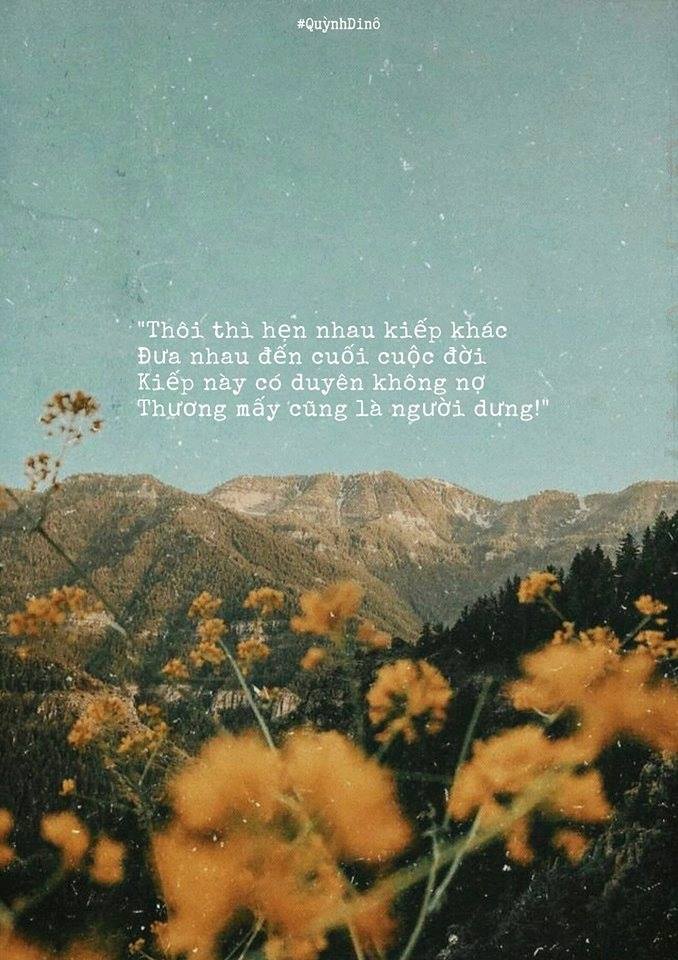 #QuỳnhDinô
"Thôi thì hẹn nhau kiếp khác
Đưa nhau đến cuối cuộc đời
Kiếp này có duyên không nợ
Thương mấy cũng là người dưng!"